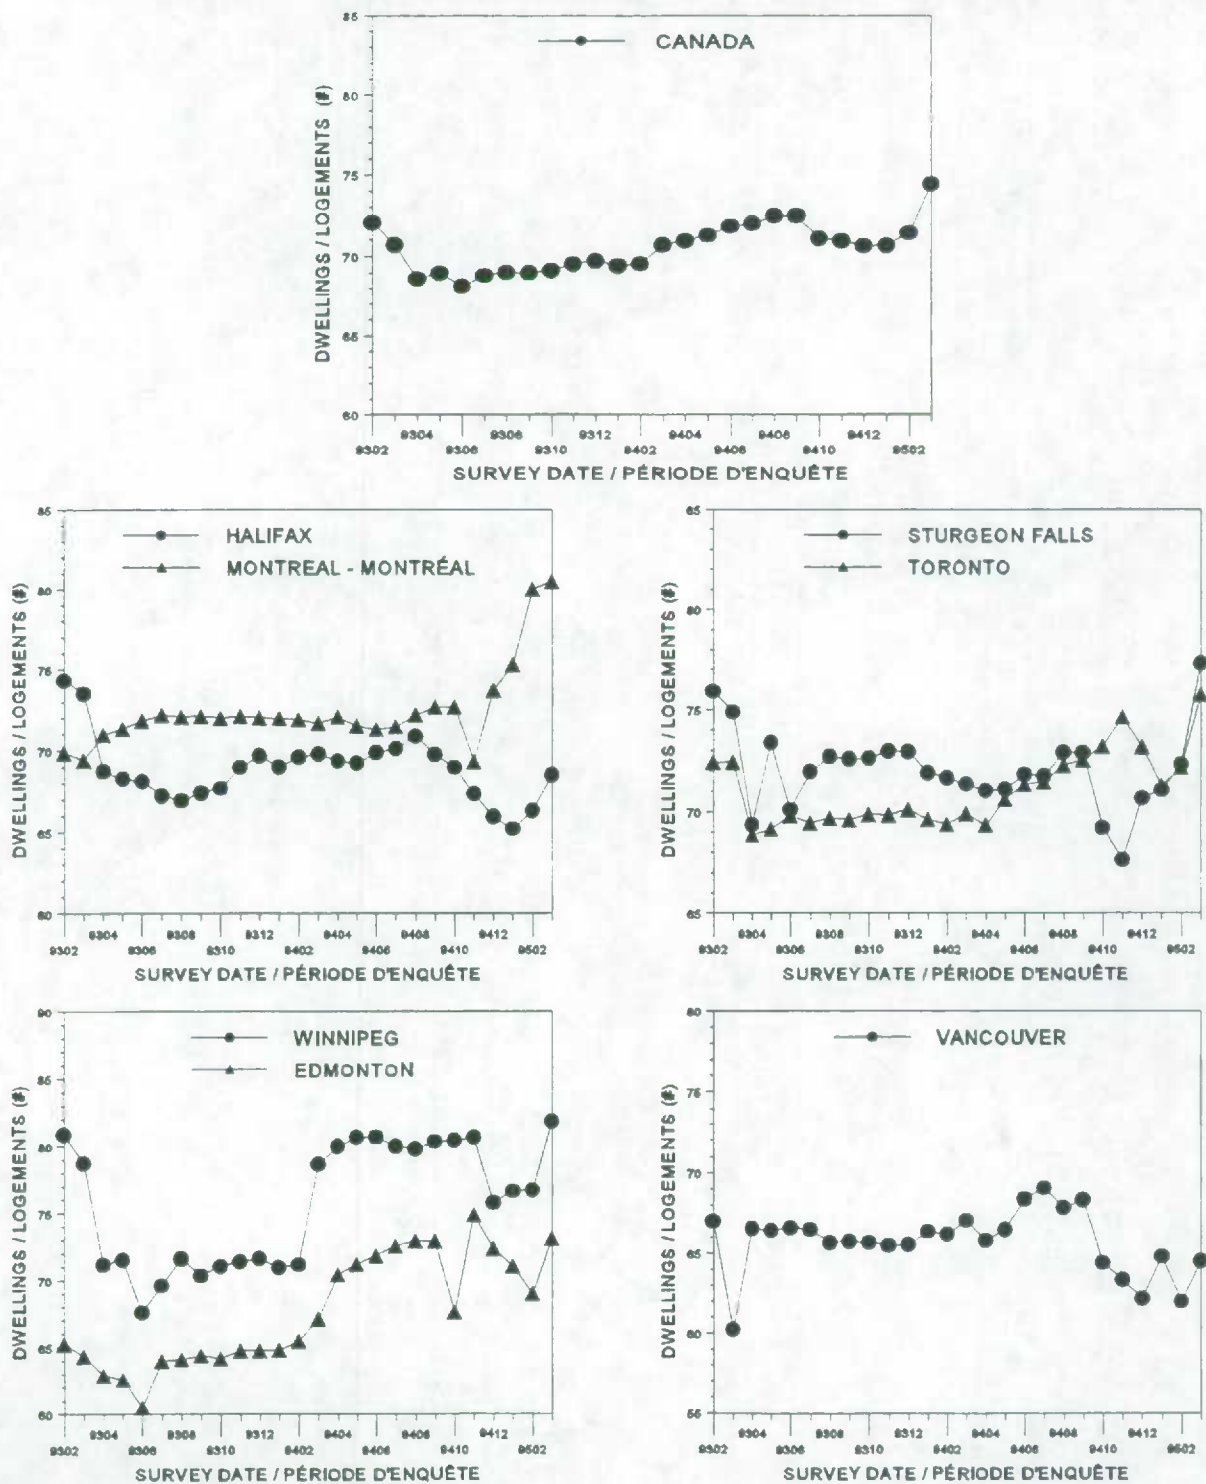 85
CANADA
80
75
70
65
60
DWELLINGS / LOGEMENTS (#)
9304 9308 9312 9404 9408 9412
9302 9306 9310 9402 9406 9410 9502
SURVEY DATE / PÉRIODE D'ENQUÊTE
85
HALIFAX
MONTREAL - MONTRÉAL
80
75
70
65
60
DWELLINGS / LOGEMENTS (#)
9304 9308 9312 9404 9408 9412
9302 9306 9310 9402 9406 9410 9502
SURVEY DATE / PÉRIODE D'ENQUÊTE
85
STURGEON FALLS
TORONTO
80
75
70
65
DWELLINGS / LOGEMENTS (#)
9304 9308 9312 9404 9408 9412
9302 9306 9310 9402 9406 9410 9502
SURVEY DATE / PÉRIODE D'ENQUÊTE
90
WINNIPEG
EDMONTON
85
80
75
70
65
60
DWELLINGS / LOGEMENTS (#)
9304 9308 9312 9404 9408 9412
9302 9306 9310 9402 9406 9410 9502
SURVEY DATE / PÉRIODE D'ENQUÊTE
80
VANCOUVER
75
70
65
60
55
DWELLINGS / LOGEMENTS (#)
9304 9308 9312 9404 9408 9412
9302 9306 9310 9402 9406 9410 9502
SURVEY DATE / PÉRIODE D'ENQUÊTE